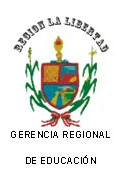 REGION LA LIBERTAD
GERENCIA REGIONAL
DE EDUCACIÓN